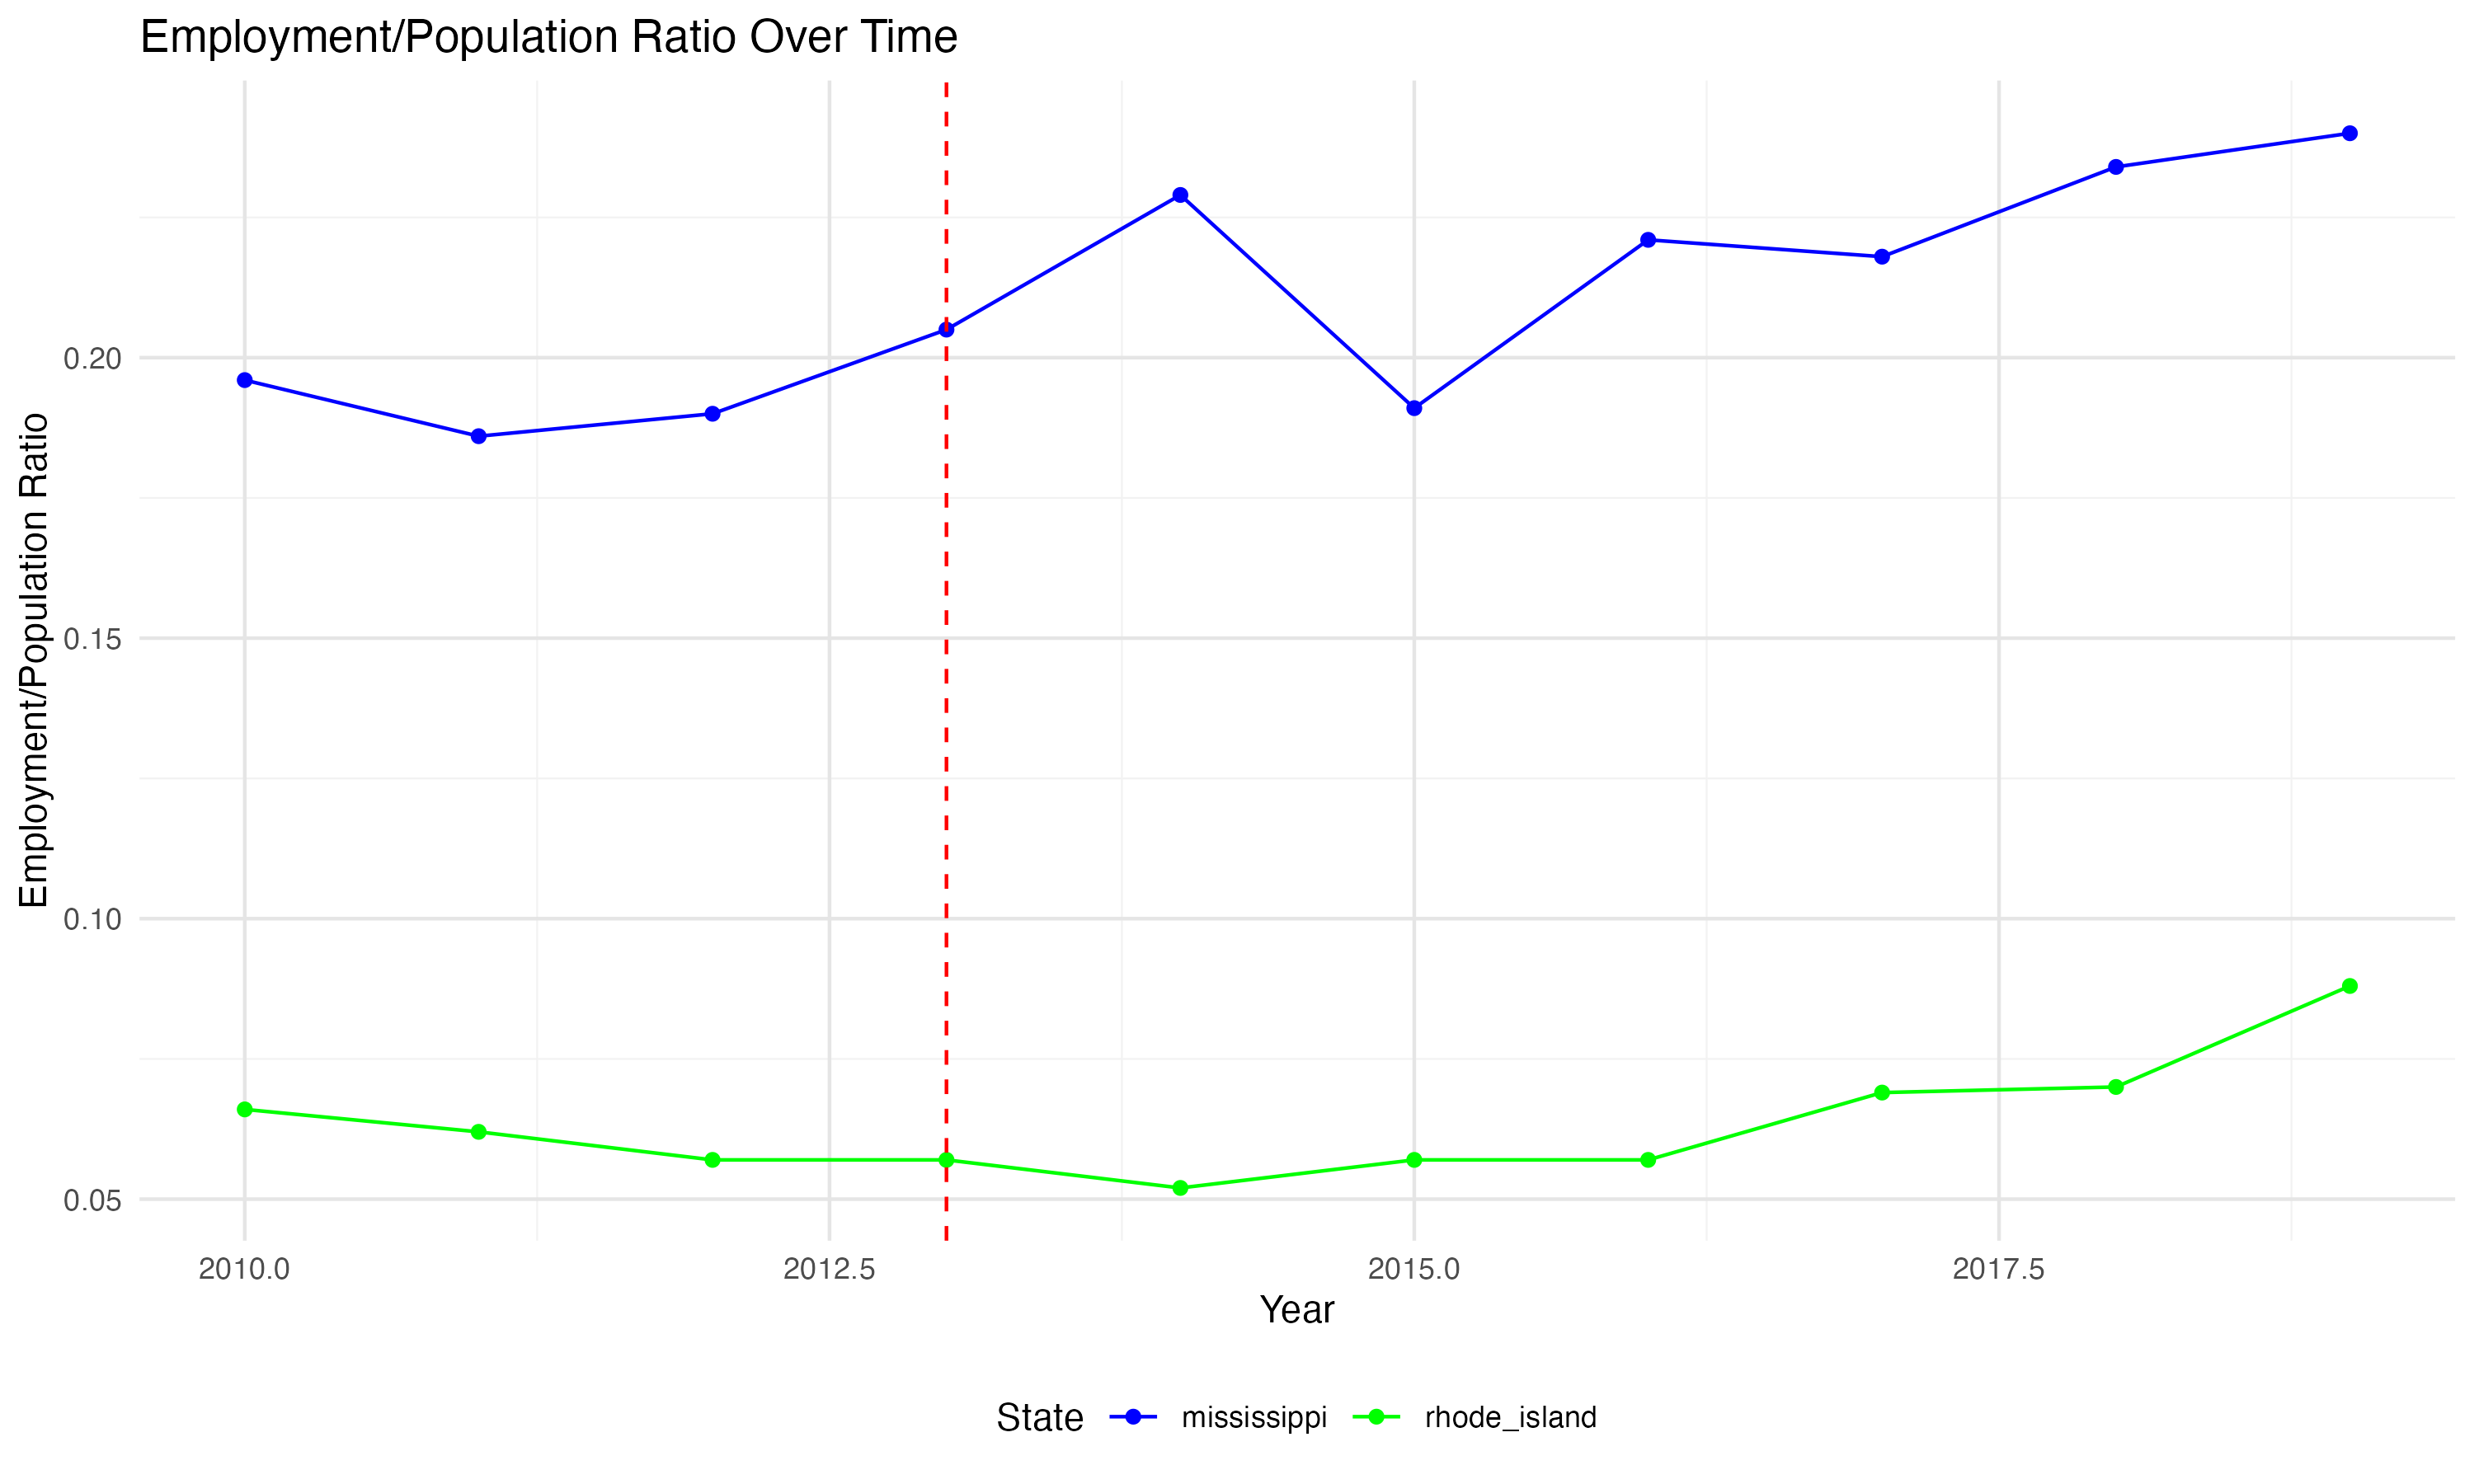 Employment/Population Ratio Over Time
Employment/Population Ratio
0.20
0.15
0.10
0.05
2010.0 2012.5 2015.0 2017.5
Year
State mississippi rhode_island